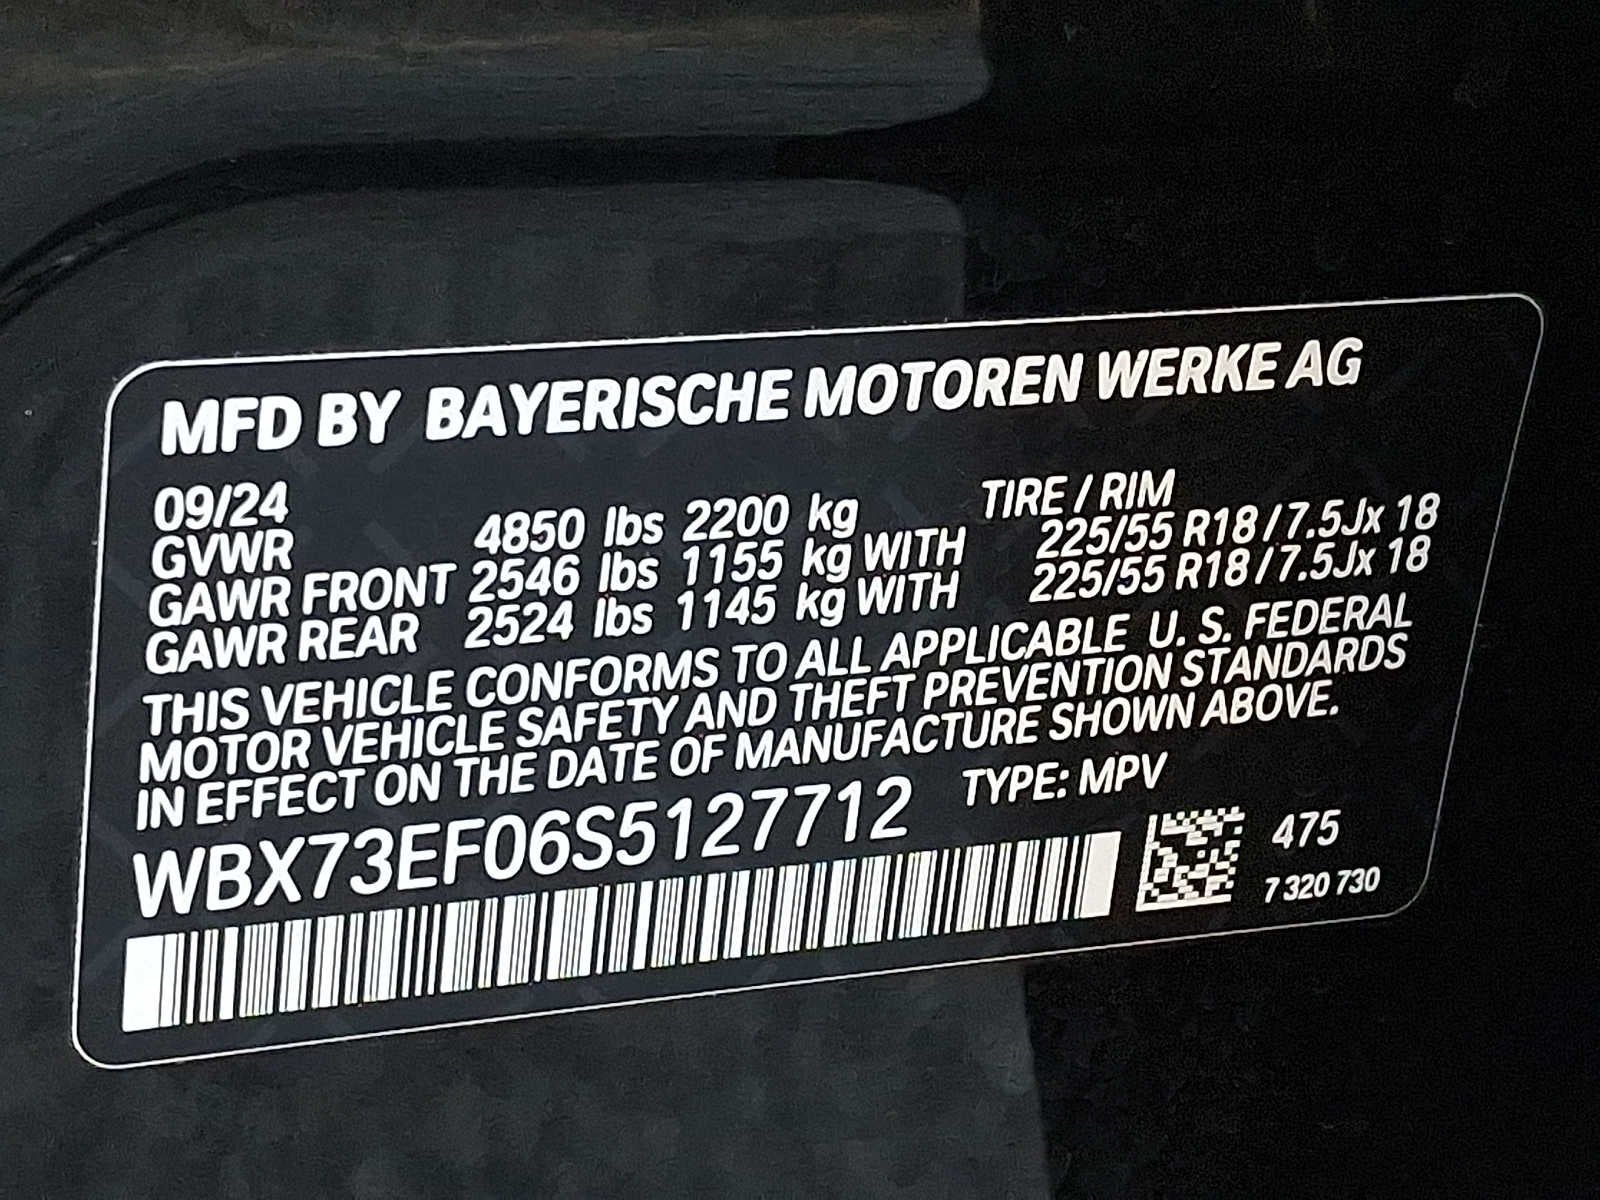 MFD BY BAYERISCHE MOTOREN WERKE AG
09/24 TIRE / RIM
GVWR 4850 lbs 2200 kg
GAWR FRONT 2546 lbs 1155 kg WITH 225/55 R18 / 7.5Jx 18
GAWR REAR 2524 lbs 1145 kg WITH 225/55 R18 / 7.5Jx 18
THIS VEHICLE CONFORMS TO ALL APPLICABLE U. S. FEDERAL
MOTOR VEHICLE SAFETY AND THEFT PREVENTION STANDARDS
IN EFFECT ON THE DATE OF MANUFACTURE SHOWN ABOVE.
WBX73EF06S5127712 TYPE: MPV
475
7 320 730